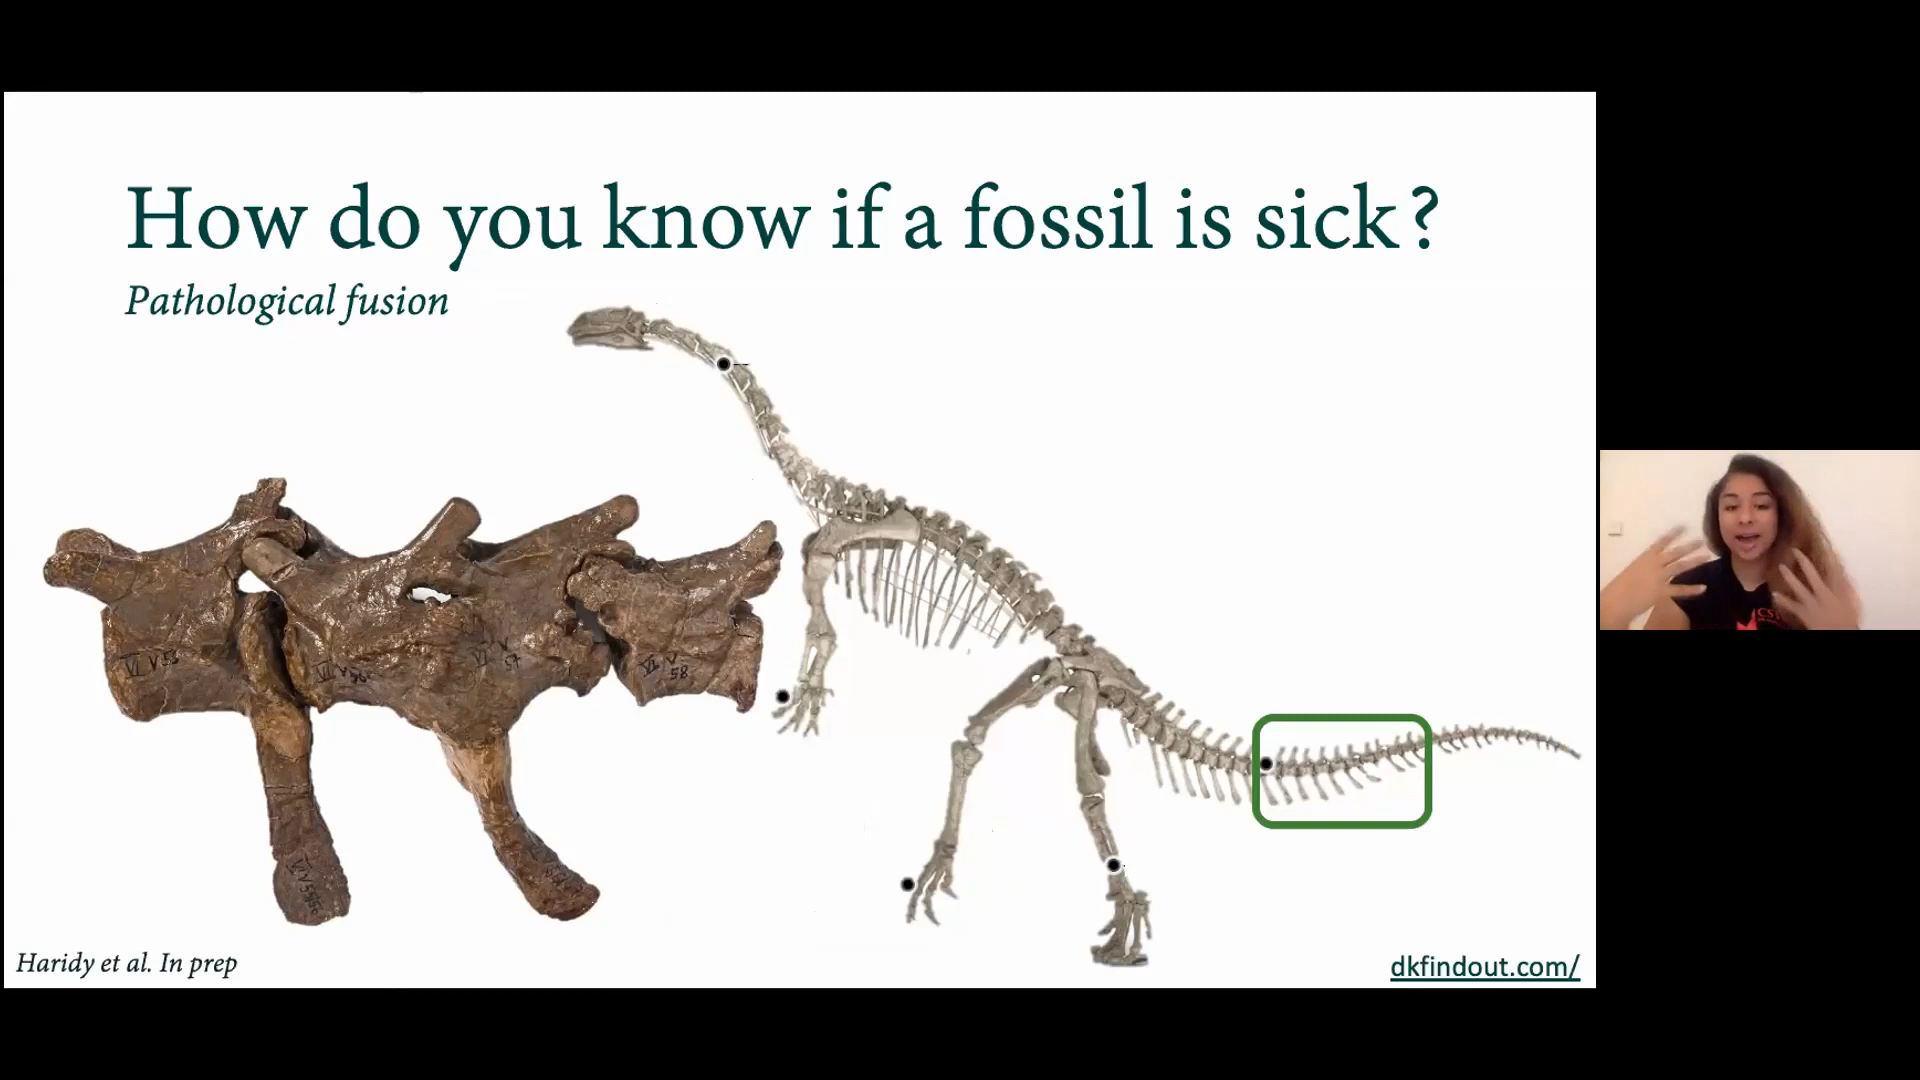 How do you know if a fossil is sick?
Pathological fusion
Haridy et al. In prep
dkfindout.com/